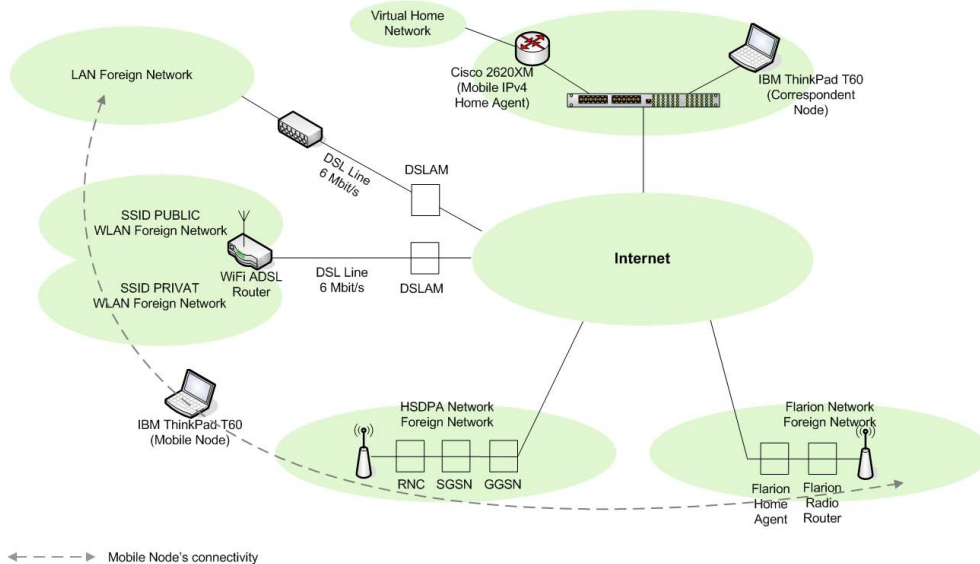 Virtual Home
Network
Cisco 2620XM
(Mobile IPv4
Home Agent)
IBM ThinkPad T60
(Correspondent
Node)
LAN Foreign Network
DSL Line
6 Mbit/s
DSLAM
SSID PUBLIC
WLAN Foreign Network
WiFi ADSL
Router
DSL Line
6 Mbit/s
DSLAM
SSID PRIVAT
WLAN Foreign Network
Internet
IBM ThinkPad T60
(Mobile Node)
HSDPA Network
Foreign Network
RNC
SGSN
GGSN
Flarion Network
Foreign Network
Flarion
Home
Agent
Flarion
Radio
Router
Mobile Node's connectivity